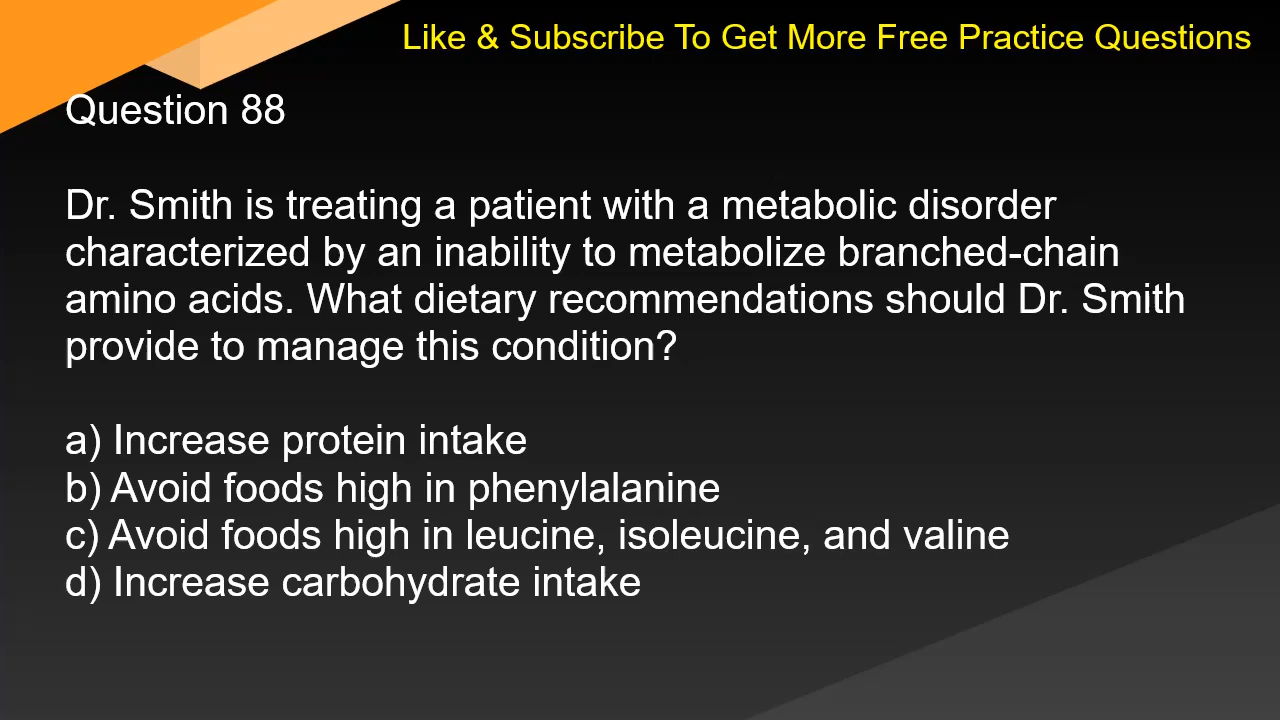 Like & Subscribe To Get More Free Practice Questions
Question 88
Dr. Smith is treating a patient with a metabolic disorder
characterized by an inability to metabolize branched-chain
amino acids. What dietary recommendations should Dr. Smith
provide to manage this condition?
a) Increase protein intake
b) Avoid foods high in phenylalanine
c) Avoid foods high in leucine, isoleucine, and valine
d) Increase carbohydrate intake